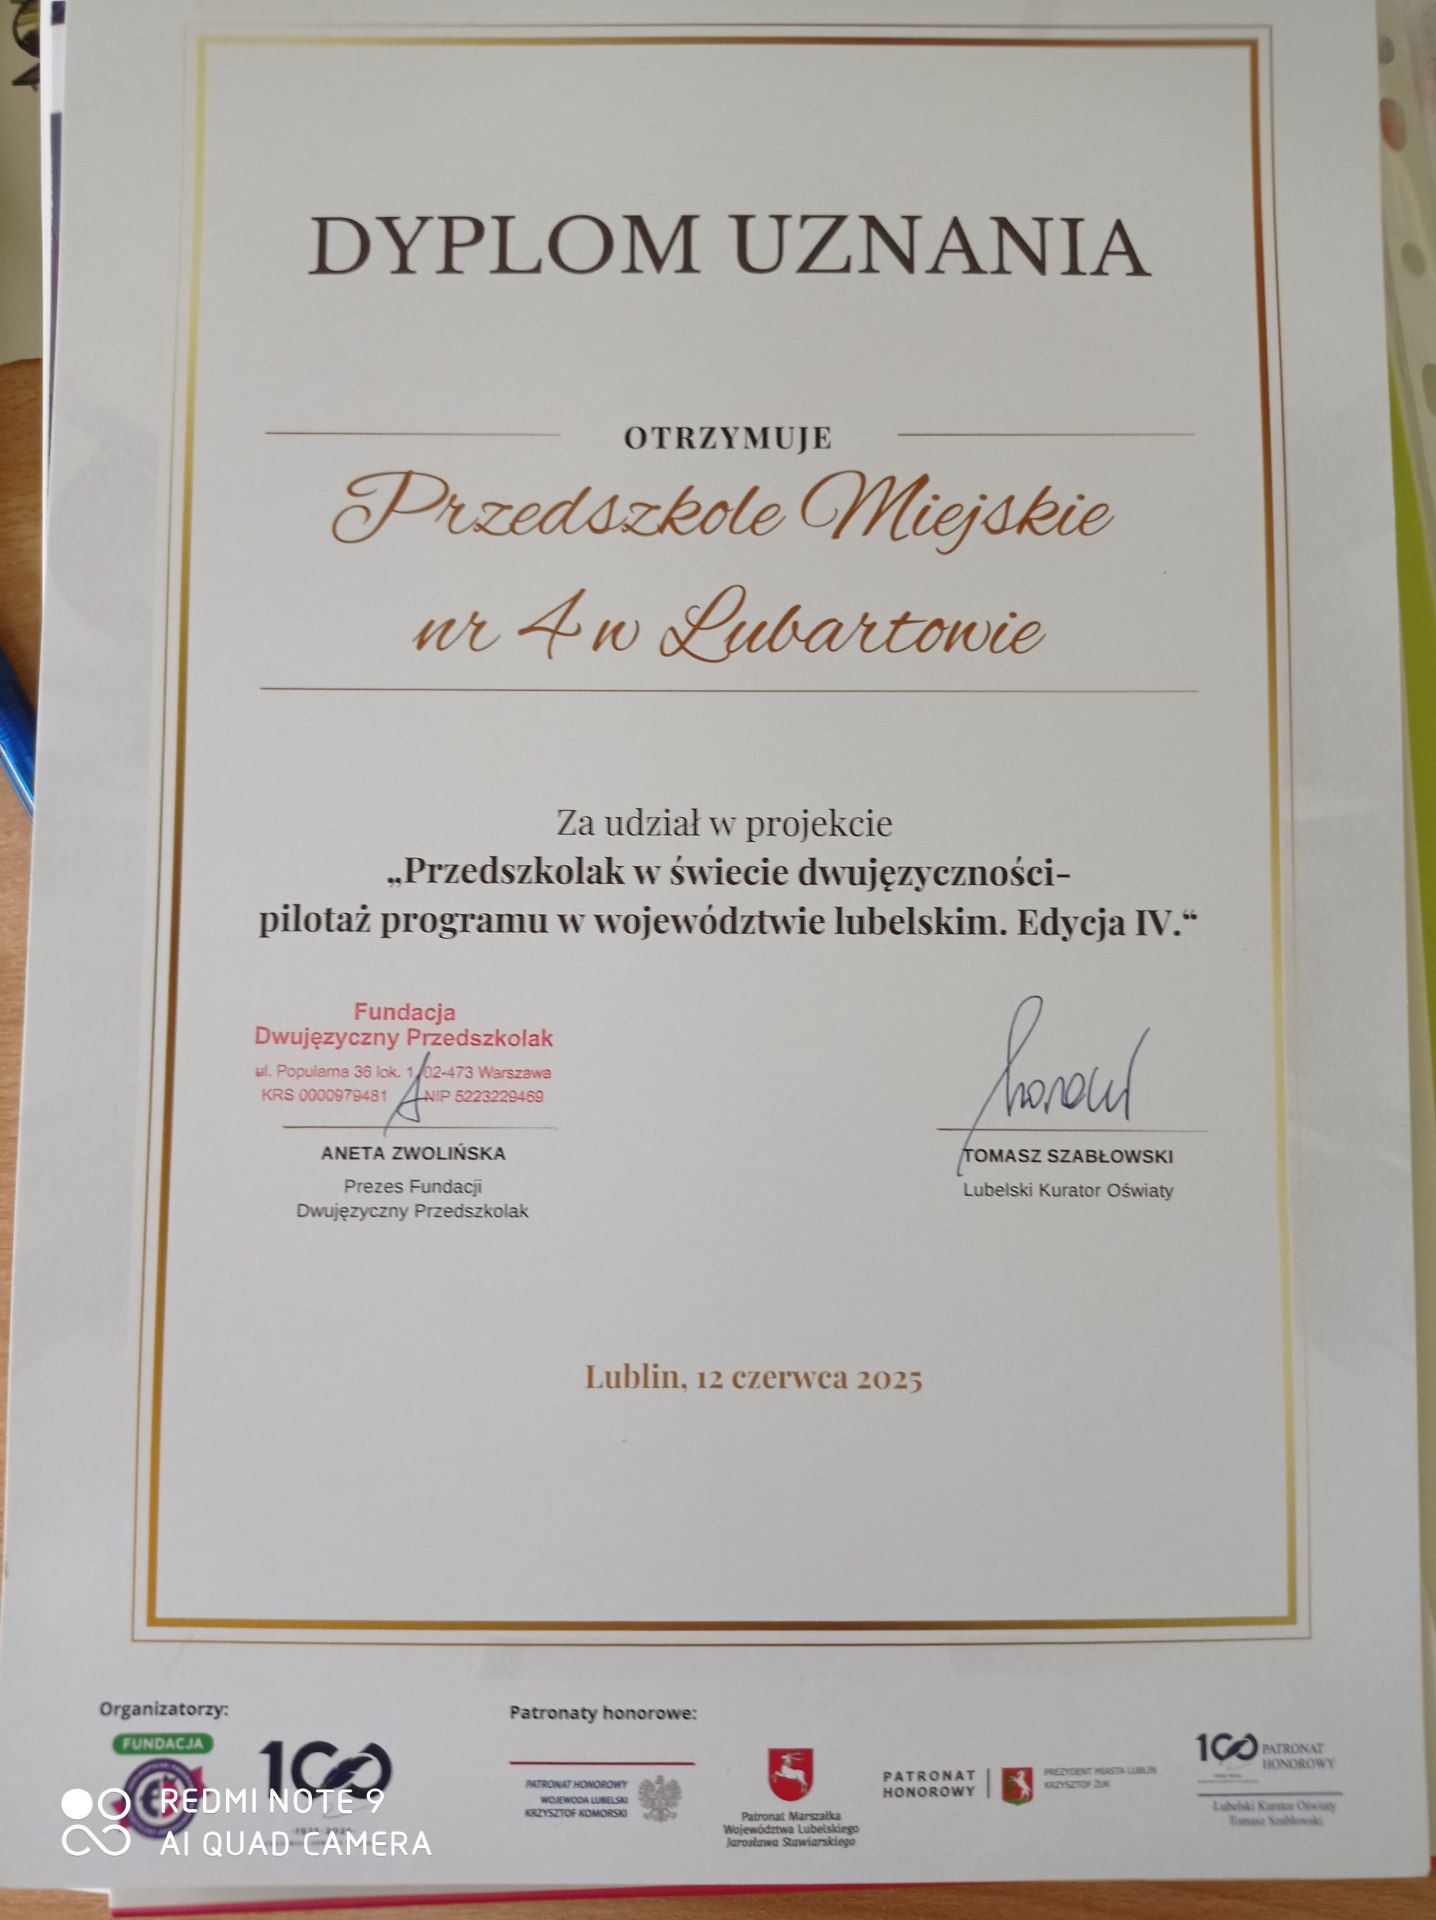 DYPLOM UZNANIA
OTRZYMUJE
Przedszkole Miejskie
nr 4 w Lubartowie
Za udział w projekcie
„Przedszkolak w świecie dwujęzyczności-
pilotaż programu w województwie lubelskim. Edycja IV.“
Fundacja
Dwujęzyczny Przedszkolak
ul. Popularna 36 lok. 1, 02-473 Warszawa
KRS 0000979481 NIP 5223229469
ANETA ZWOLIŃSKA
Prezes Fundacji
Dwujęzyczny Przedszkolak
TOMASZ SZABŁOWSKI
Lubelski Kurator Oświaty
Lublin, 12 czerwca 2025
Organizatorzy:
FUNDACJA
100
Patronaty honorowe:
PATRONAT HONOROWY
WOJEWODA LUBELSKI
KRZYSZTOF KOMORSKI
Patronat Marszałka
Województwa Lubelskiego
Jarosława Stawiarskiego
PATRONAT
HONOROWY
PREZYDENT MIASTA LUBLIN
KRZYSZTOF ŻUK
100 PATRONAT
HONOROWY
Lubelski Kurator Oświaty
Tomasz Szabłowski
REDMI NOTE 9
AI QUAD CAMERA